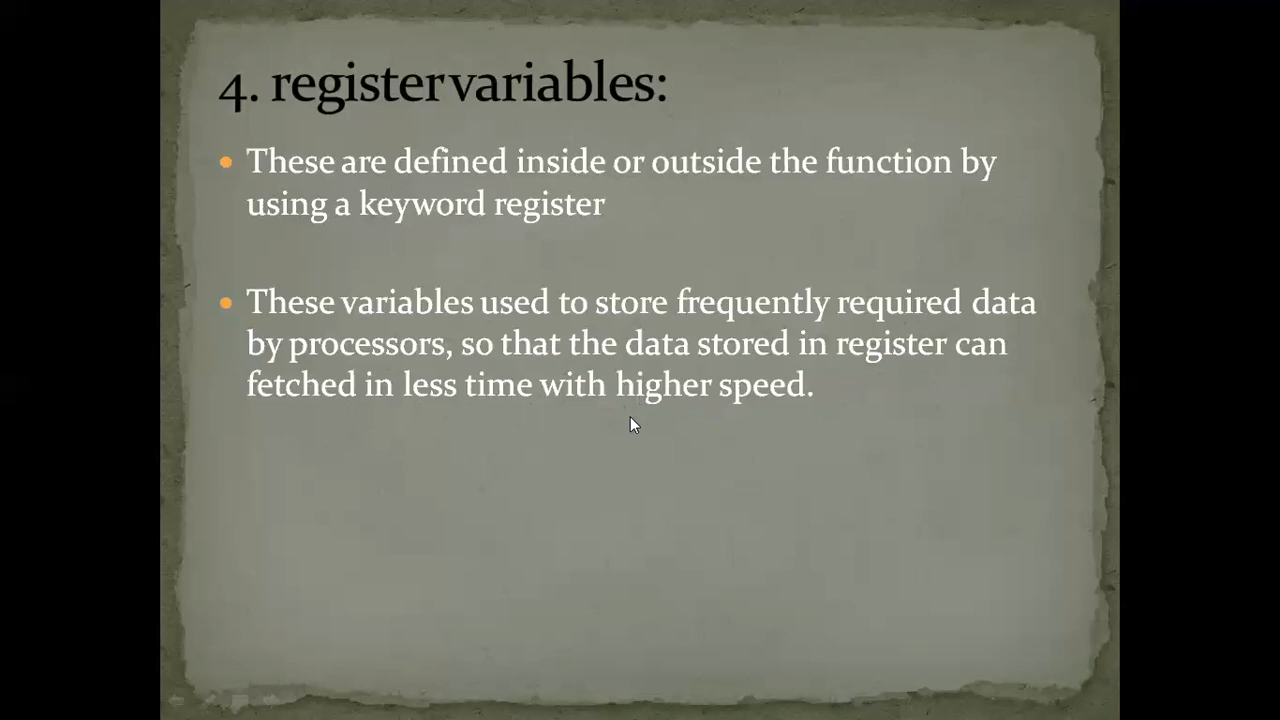 4. register variables:
These are defined inside or outside the function by
using a keyword register
These variables used to store frequently required data
by processors, so that the data stored in register can
fetched in less time with higher speed.